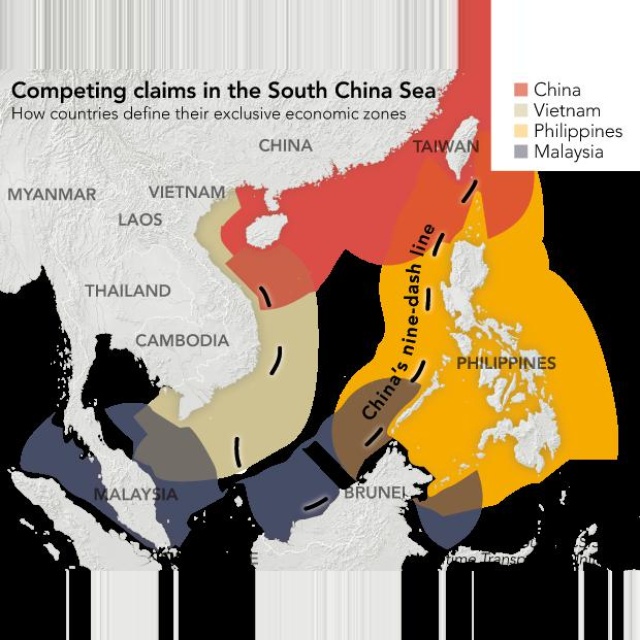 Competing claims in the South China Sea
How countries define their exclusive economic zones
China
Vietnam
Philippines
Malaysia
CHINA
TAIWAN
MYANMAR
VIETNAM
LAOS
THAILAND
CAMBODIA
China's nine-dash line
PHILIPPINES
MALAYSIA
BRUNEI